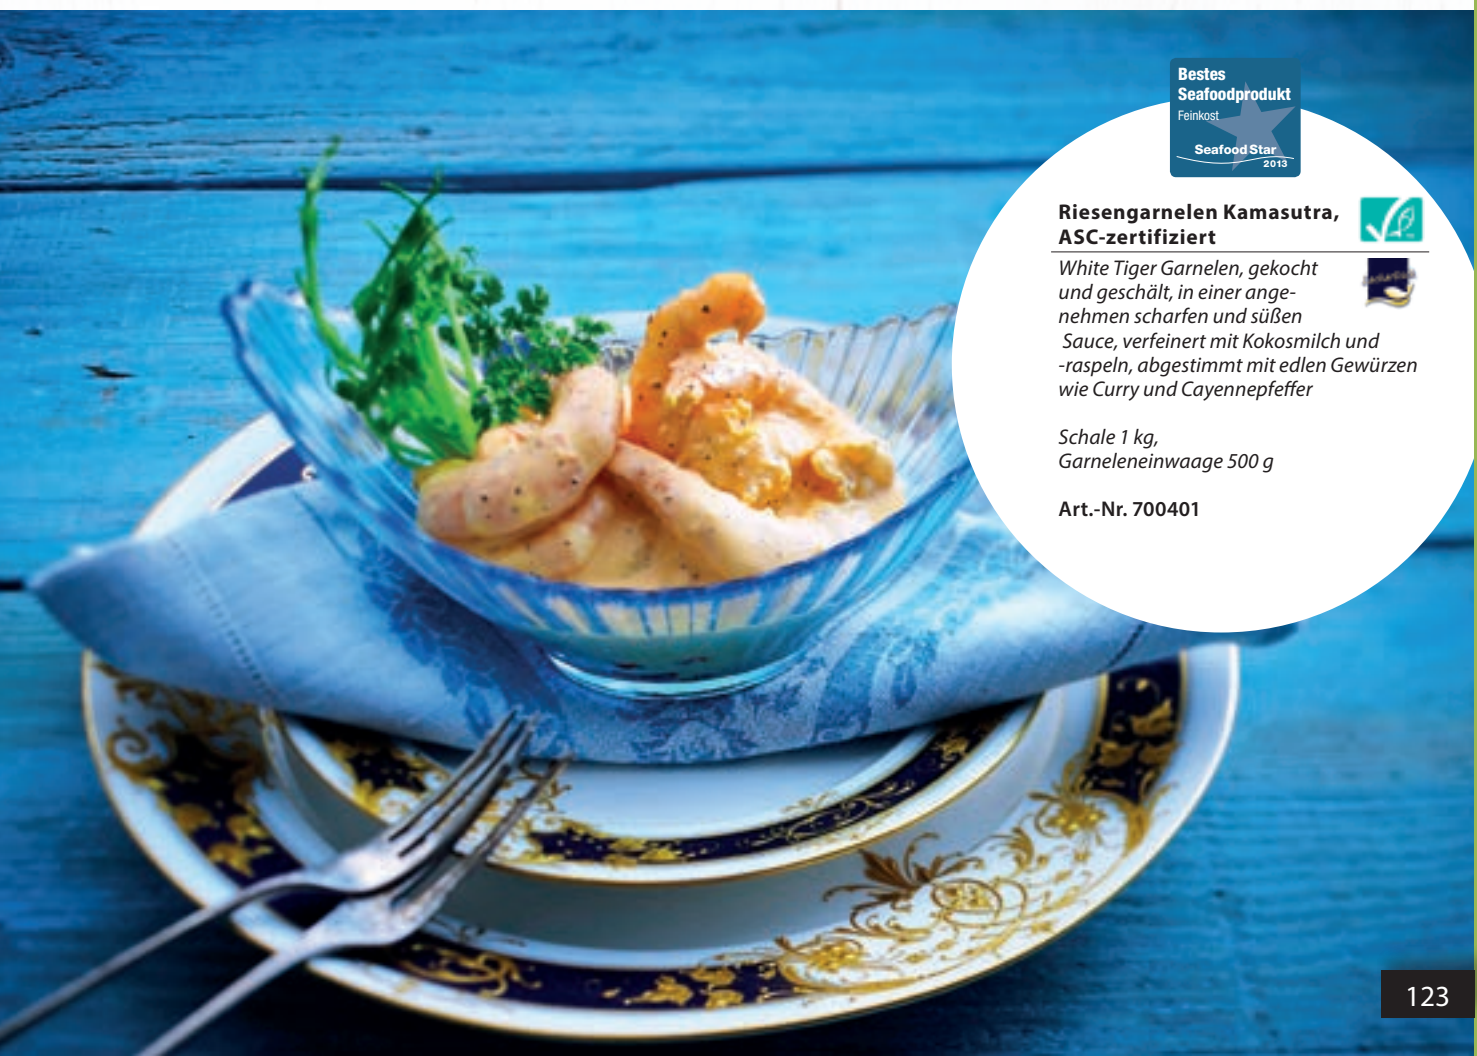 Bestes
Seafoodprodukt
Feinkost
Seafood Star
2013
Riesengarnelen Kamasutra,
ASC-zertifiziert
White Tiger Garnelen, gekocht
und geschält, in einer ange-
nehmen scharfen und süßen
Sauce, verfeinert mit Kokosmilch und
-raspeln, abgestimmt mit edlen Gewürzen
wie Curry und Cayennepfeffer
Schale 1 kg,
Garneleneinwaage 500 g
Art.-Nr. 700401
123